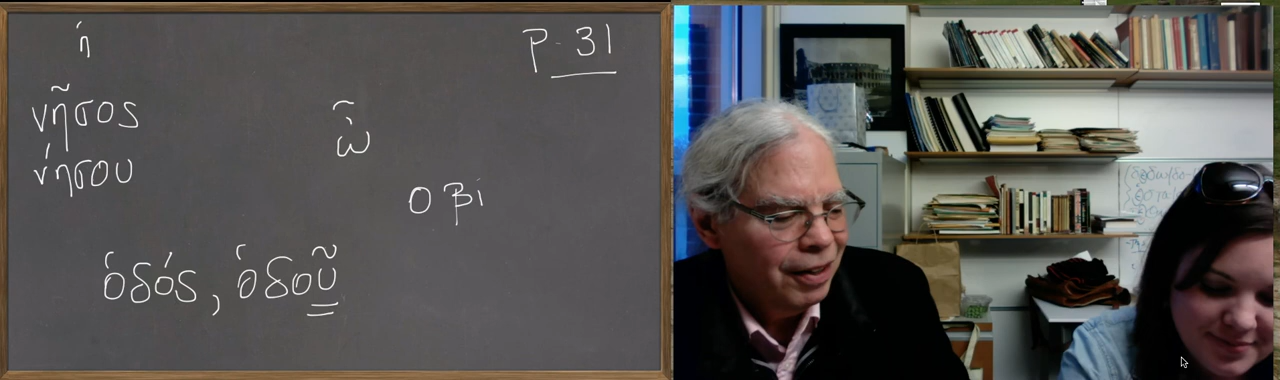 ἡ
p. 31
νῆσος
ὦ
νήσου
ο βί
ὁδός, ὁδοῦ